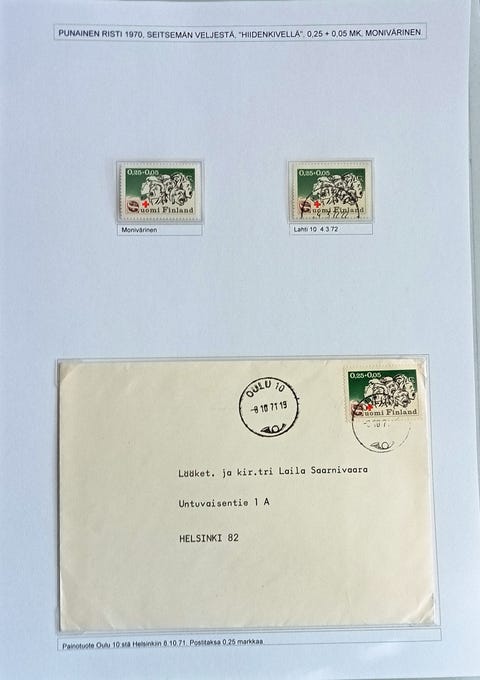 PUNAINEN RISTI 1970, SEITSEMÄN VELJESTÄ, "HIIDENKIVELLÄ", 0,25 + 0,05 MK, MONIVÄRINEN.
0,25+0,05
Suomi Finland
Monivärinen
0,25+0,05
Suomi Finland
Lahti 10 4.3.72
OULU 10
-8 10 71 19
0,25+0,05
Suomi Finland
Lääket. ja kir.tri Laila Saarnivaara
Untuvaisentie 1 A
HELSINKI 82
Painotuote Oulu 10:stä Helsinkiin 8.10.71. Postitaksa 0,25 markkaa.